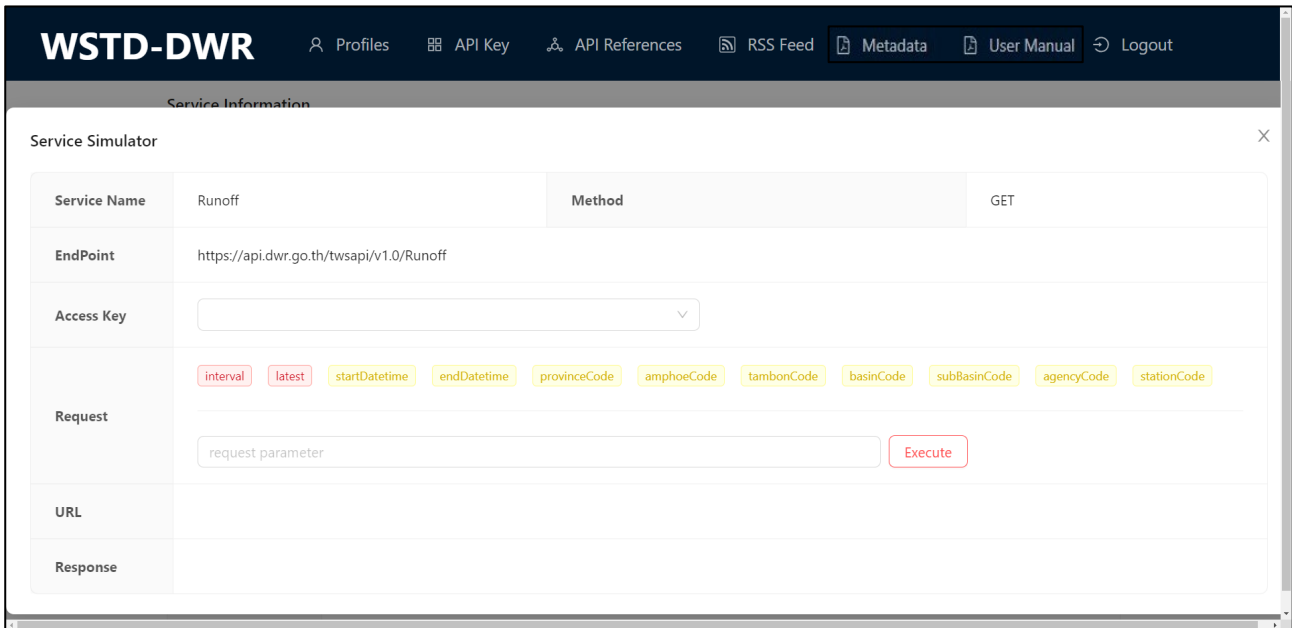 WSTD-DWR Profiles API Key API References RSS Feed Metadata User Manual Logout
Service Information
Service Simulator
Service Name Runoff Method GET
EndPoint https://api.dwr.go.th/twsapi/v1.0/Runoff
Access Key
interval latest startDatetime endDatetime provinceCode amphoeCode tambonCode basinCode subBasinCode agencyCode stationCode
Request
request parameter Execute
URL
Response